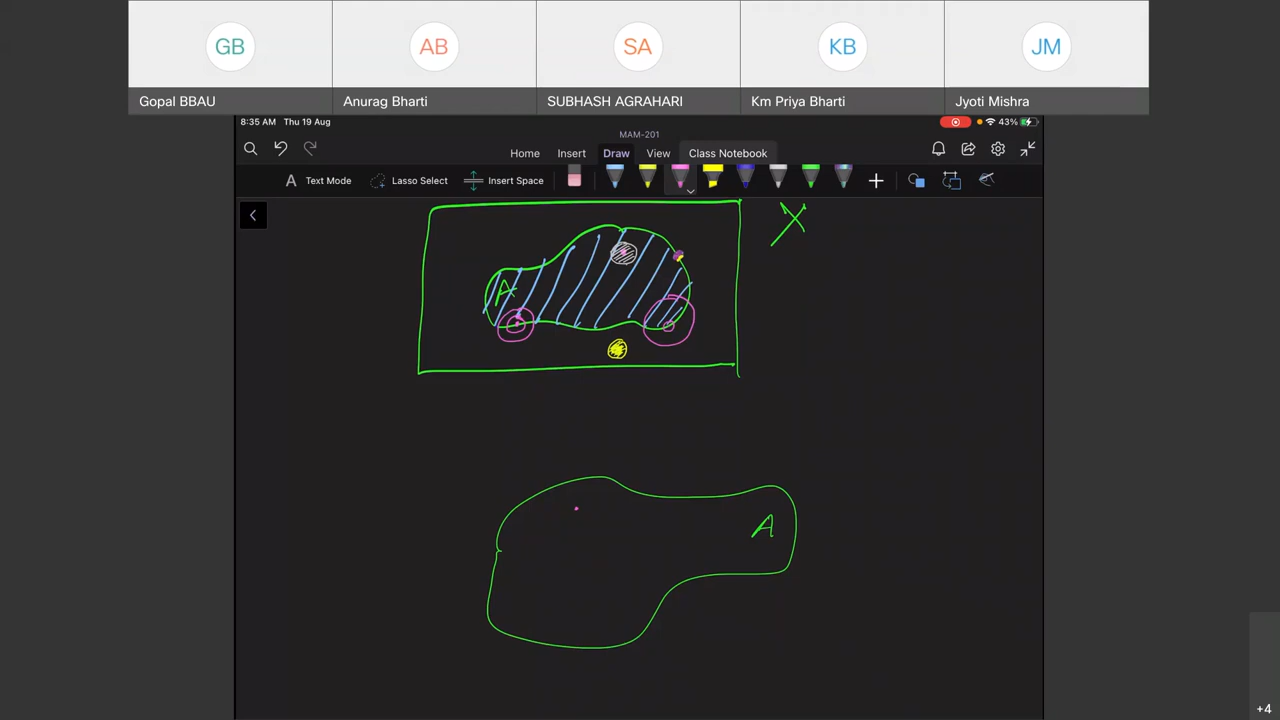 GB AB SA KB JM
Gopal BBAU Anurag Bharti SUBHASH AGRAHARI Km Priya Bharti Jyoti Mishra
8:35 AM Thu 19 Aug 43%
MAM-201
Home Insert Draw View Class Notebook
A Text Mode Lasso Select Insert Space
X
A
A
+4